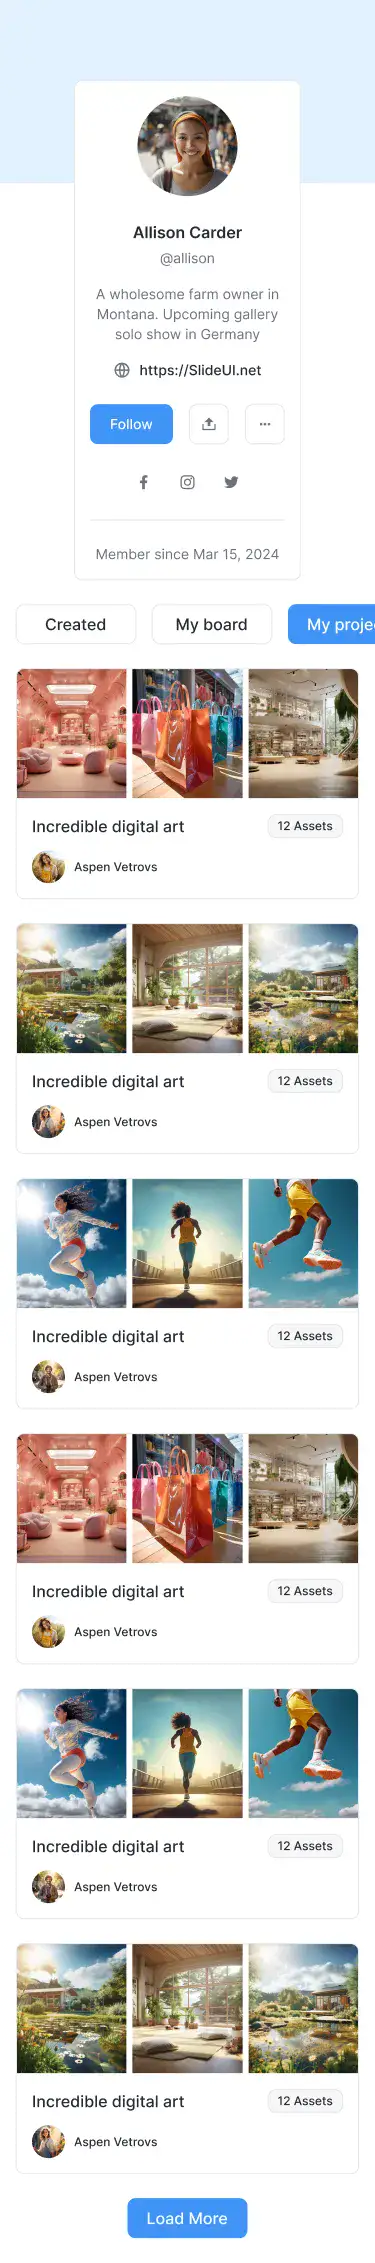 Allison Carder
@allison
A wholesome farm owner in
Montana. Upcoming gallery
solo show in Germany
https://SlideUI.net
Follow
Member since Mar 15, 2024
Created
My board
My proje
Incredible digital art
12 Assets
Aspen Vetrovs
Incredible digital art
12 Assets
Aspen Vetrovs
Incredible digital art
12 Assets
Aspen Vetrovs
Incredible digital art
12 Assets
Aspen Vetrovs
Incredible digital art
12 Assets
Aspen Vetrovs
Incredible digital art
12 Assets
Aspen Vetrovs
Load More